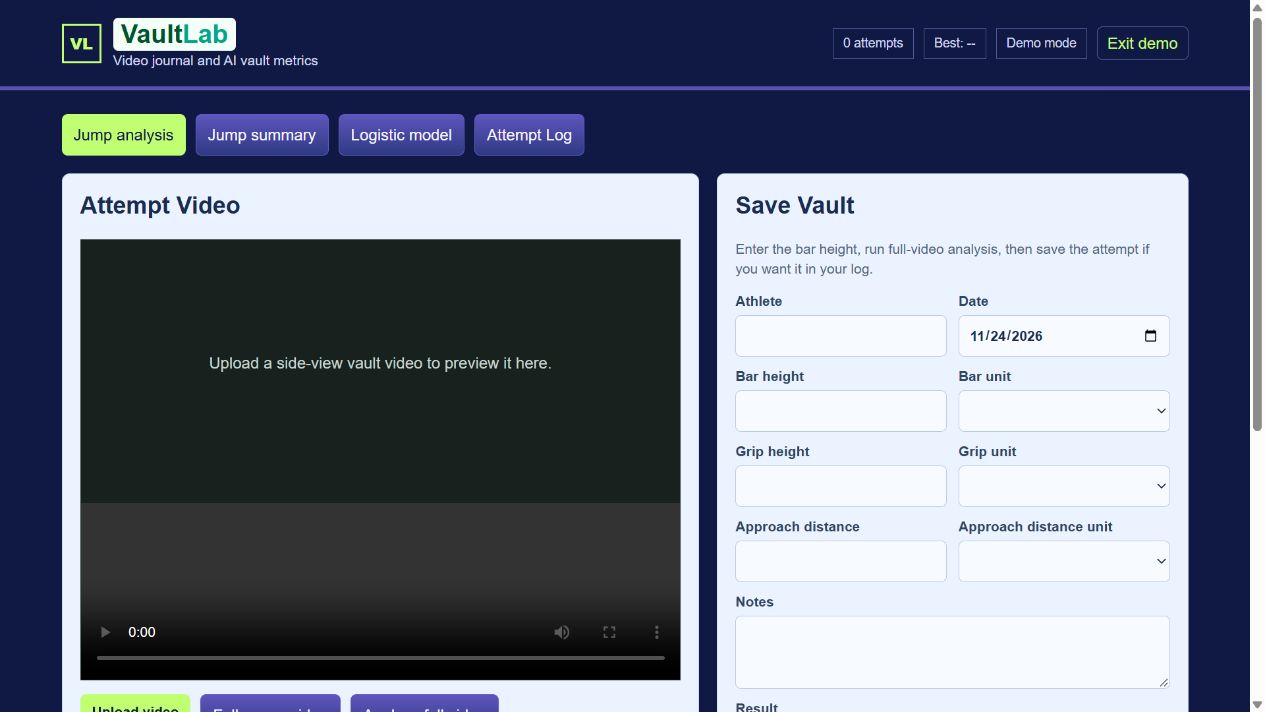 VL
VaultLab
Video journal and AI vault metrics
0 attempts
Best: --
Demo mode
Exit demo
Jump analysis
Jump summary
Logistic model
Attempt Log
Attempt Video
Upload a side-view vault video to preview it here.
0:00
Upload video
Save Vault
Enter the bar height, run full-video analysis, then save the attempt if
you want it in your log.
Athlete
Date
11/24/2026
Bar height
Bar unit
Grip height
Grip unit
Approach distance
Approach distance unit
Notes
Result